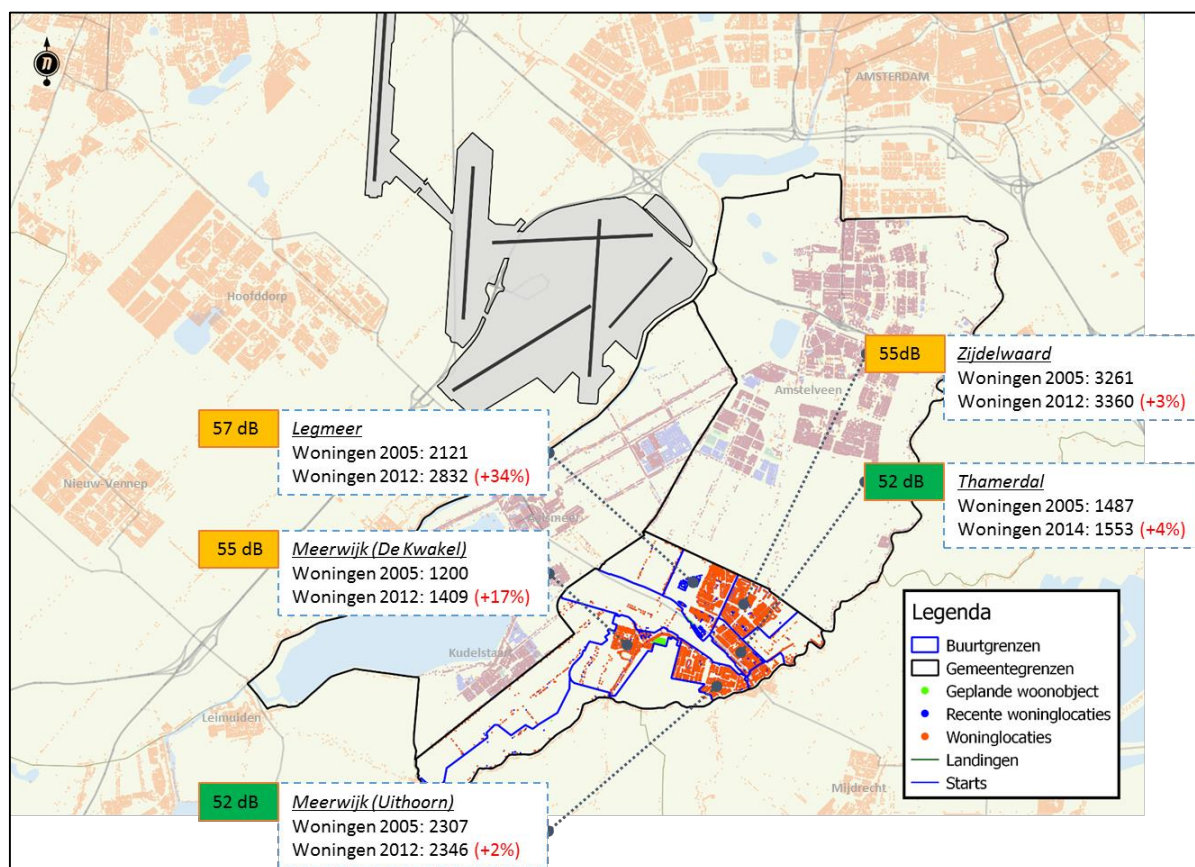 n
AMSTERDAM
Hoofddorp
Amstelveen
Nieuw-Vennep
Kudelstaart
Leimuiden
Mijdrecht
57 dB
Legmeer
Woningen 2005: 2121
Woningen 2012: 2832 (+34%)
55 dB
Meerwijk (De Kwakel)
Woningen 2005: 1200
Woningen 2012: 1409 (+17%)
52 dB
Meerwijk (Uithoorn)
Woningen 2005: 2307
Woningen 2012: 2346 (+2%)
55dB
Zijdelwaard
Woningen 2005: 3261
Woningen 2012: 3360 (+3%)
52 dB
Thamerdal
Woningen 2005: 1487
Woningen 2014: 1553 (+4%)
Legenda
Buurtgrenzen
Gemeentegrenzen
Geplande woonobject
Recente woninglocaties
Woninglocaties
Landingen
Starts